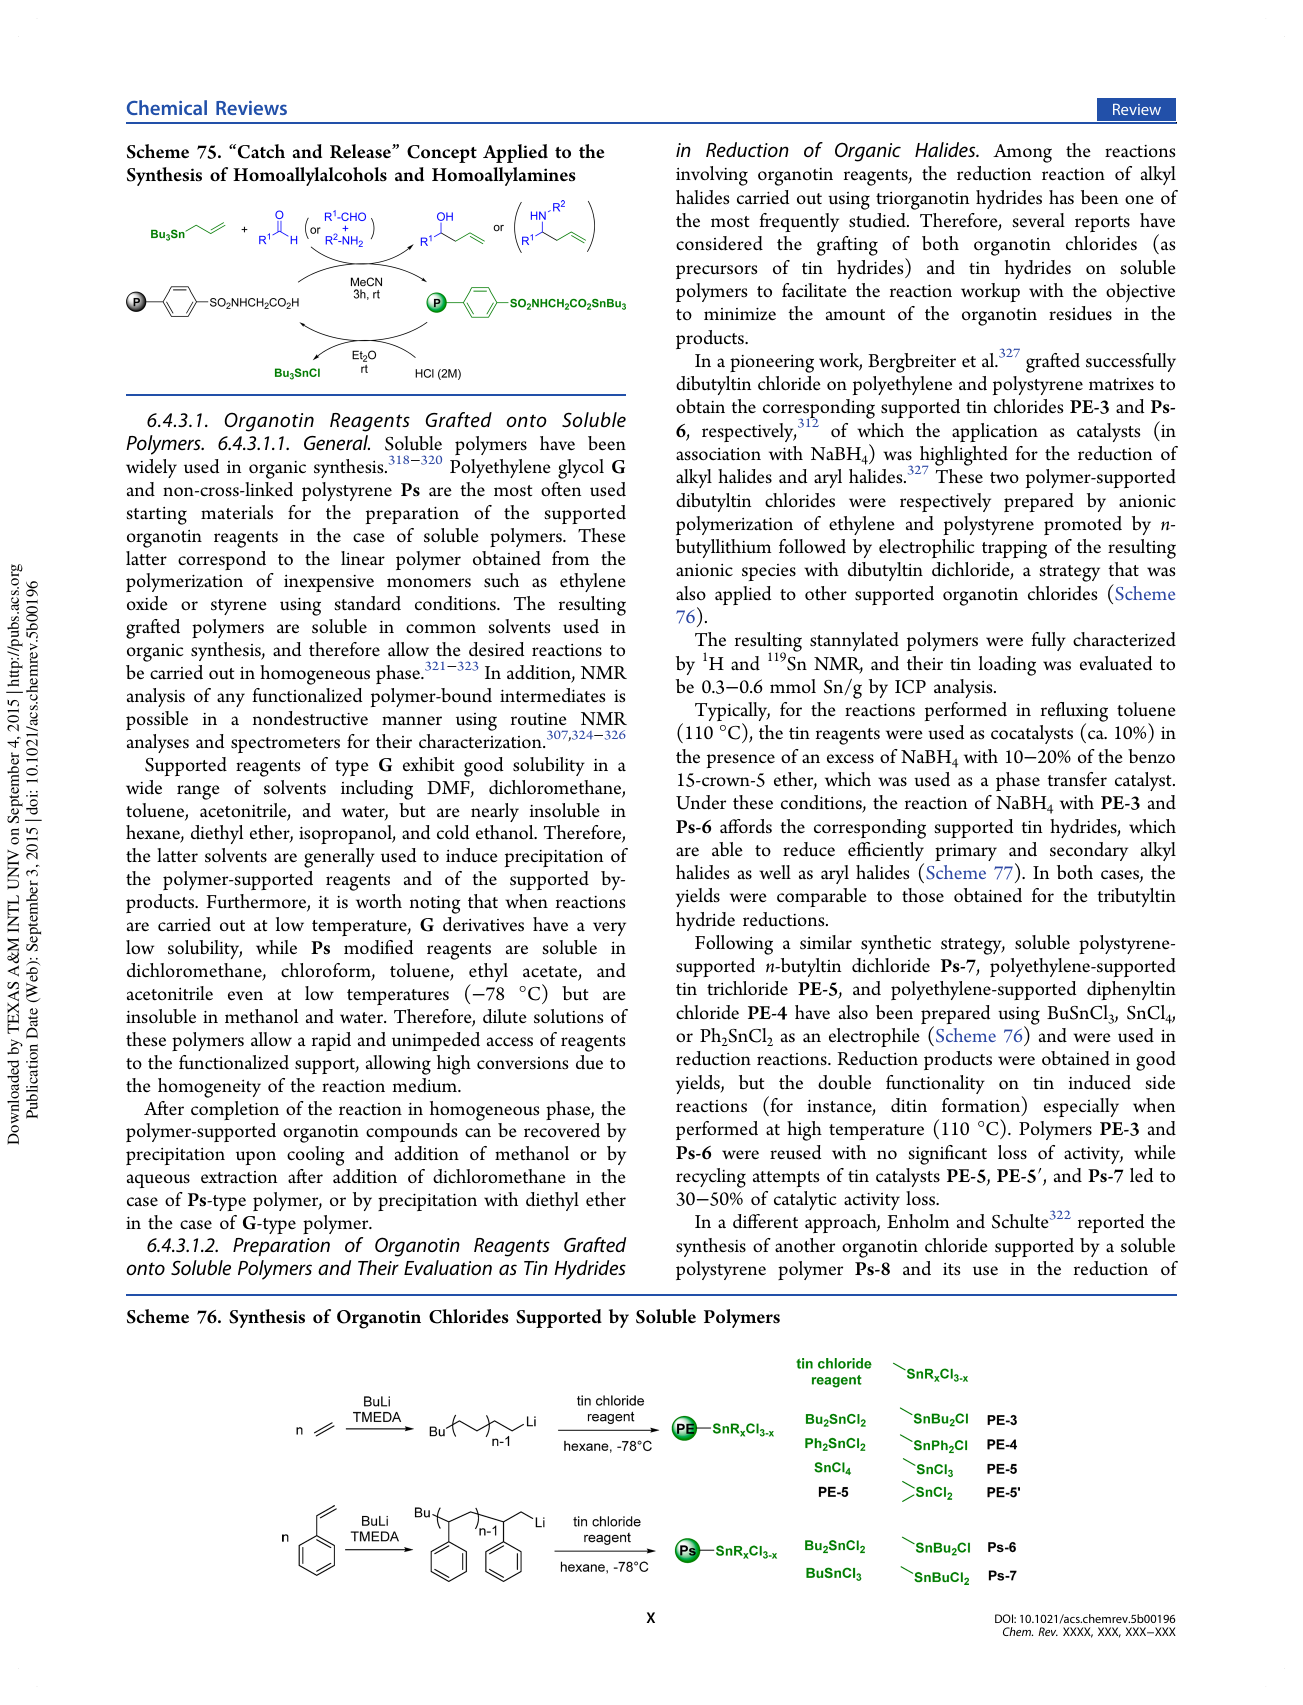 Chemical Reviews
Review
Scheme 75. “Catch and Release” Concept Applied to the
Synthesis of Homoallylalcohols and Homoallylamines
Bu3Sn
+
O
R1
H
(or
R1-CHO
+
R2-NH2
)
OH
R1
or
HN
R2
R1
MeCN
3h, rt
P
SO2NHCH2CO2H
P
SO2NHCH2CO2SnBu3
Et2O
rt
Bu3SnCl
HCl (2M)
6.4.3.1. Organotin Reagents Grafted onto Soluble
Polymers. 6.4.3.1.1. General. Soluble polymers have been
widely used in organic synthesis.318−320 Polyethylene glycol G
and non-cross-linked polystyrene Ps are the most often used
starting materials for the preparation of the supported
organotin reagents in the case of soluble polymers. These
latter correspond to the linear polymer obtained from the
polymerization of inexpensive monomers such as ethylene
oxide or styrene using standard conditions. The resulting
grafted polymers are soluble in common solvents used in
organic synthesis, and therefore allow the desired reactions to
be carried out in homogeneous phase.321−323 In addition, NMR
analysis of any functionalized polymer-bound intermediates is
possible in a nondestructive manner using routine NMR
analyses and spectrometers for their characterization.307,324−326
Supported reagents of type G exhibit good solubility in a
wide range of solvents including DMF, dichloromethane,
toluene, acetonitrile, and water, but are nearly insoluble in
hexane, diethyl ether, isopropanol, and cold ethanol. Therefore,
the latter solvents are generally used to induce precipitation of
the polymer-supported reagents and of the supported by-
products. Furthermore, it is worth noting that when reactions
are carried out at low temperature, G derivatives have a very
low solubility, while Ps modified reagents are soluble in
dichloromethane, chloroform, toluene, ethyl acetate, and
acetonitrile even at low temperatures (−78 °C) but are
insoluble in methanol and water. Therefore, dilute solutions of
these polymers allow a rapid and unimpeded access of reagents
to the functionalized support, allowing high conversions due to
the homogeneity of the reaction medium.
After completion of the reaction in homogeneous phase, the
polymer-supported organotin compounds can be recovered by
precipitation upon cooling and addition of methanol or by
aqueous extraction after addition of dichloromethane in the
case of Ps-type polymer, or by precipitation with diethyl ether
in the case of G-type polymer.
6.4.3.1.2. Preparation of Organotin Reagents Grafted
onto Soluble Polymers and Their Evaluation as Tin Hydrides
in Reduction of Organic Halides. Among the reactions
involving organotin reagents, the reduction reaction of alkyl
halides carried out using triorganotin hydrides has been one of
the most frequently studied. Therefore, several reports have
considered the grafting of both organotin chlorides (as
precursors of tin hydrides) and tin hydrides on soluble
polymers to facilitate the reaction workup with the objective
to minimize the amount of the organotin residues in the
products.
In a pioneering work, Bergbreiter et al.327 grafted successfully
dibutyltin chloride on polyethylene and polystyrene matrixes to
obtain the corresponding supported tin chlorides PE-3 and Ps-
6, respectively,312 of which the application as catalysts (in
association with NaBH4) was highlighted for the reduction of
alkyl halides and aryl halides.327 These two polymer-supported
dibutyltin chlorides were respectively prepared by anionic
polymerization of ethylene and polystyrene promoted by n-
butyllithium followed by electrophilic trapping of the resulting
anionic species with dibutyltin dichloride, a strategy that was
also applied to other supported organotin chlorides (Scheme
76).
The resulting stannylated polymers were fully characterized
by 1H and 119Sn NMR, and their tin loading was evaluated to
be 0.3−0.6 mmol Sn/g by ICP analysis.
Typically, for the reactions performed in refluxing toluene
(110 °C), the tin reagents were used as cocatalysts (ca. 10%) in
the presence of an excess of NaBH4 with 10−20% of the benzo
15-crown-5 ether, which was used as a phase transfer catalyst.
Under these conditions, the reaction of NaBH4 with PE-3 and
Ps-6 affords the corresponding supported tin hydrides, which
are able to reduce efficiently primary and secondary alkyl
halides as well as aryl halides (Scheme 77). In both cases, the
yields were comparable to those obtained for the tributyltin
hydride reductions.
Following a similar synthetic strategy, soluble polystyrene-
supported n-butyltin dichloride Ps-7, polyethylene-supported
tin trichloride PE-5, and polyethylene-supported diphenyltin
chloride PE-4 have also been prepared using BuSnCl3, SnCl4,
or Ph2SnCl2 as an electrophile (Scheme 76) and were used in
reduction reactions. Reduction products were obtained in good
yields, but the double functionality on tin induced side
reactions (for instance, ditin formation) especially when
performed at high temperature (110 °C). Polymers PE-3 and
Ps-6 were reused with no significant loss of activity, while
recycling attempts of tin catalysts PE-5, PE-5′, and Ps-7 led to
30−50% of catalytic activity loss.
In a different approach, Enholm and Schulte322 reported the
synthesis of another organotin chloride supported by a soluble
polystyrene polymer Ps-8 and its use in the reduction of
Scheme 76. Synthesis of Organotin Chlorides Supported by Soluble Polymers
tin chloride
reagent
SnRxCl3-x
n
BuLi
TMEDA
Bu
n-1
Li
tin chloride
reagent
hexane, -78°C
PE
SnRxCl3-x
Bu2SnCl2 SnBu2Cl PE-3
Ph2SnCl2 SnPh2Cl PE-4
SnCl4 SnCl3 PE-5
PE-5 SnCl2 PE-5'
n
BuLi
TMEDA
Bu
n-1
Li
tin chloride
reagent
hexane, -78°C
Ps
SnRxCl3-x
Bu2SnCl2 SnBu2Cl Ps-6
BuSnCl3 SnBuCl2 Ps-7
X
DOI: 10.1021/acs.chemrev.5b00196
Chem. Rev. XXXX, XXX, XXX−XXX
Downloaded by TEXAS A&M INTL UNIV on September 4, 2015 | http://pubs.acs.org
Publication Date (Web): September 3, 2015 | doi: 10.1021/acs.chemrev.5b00196